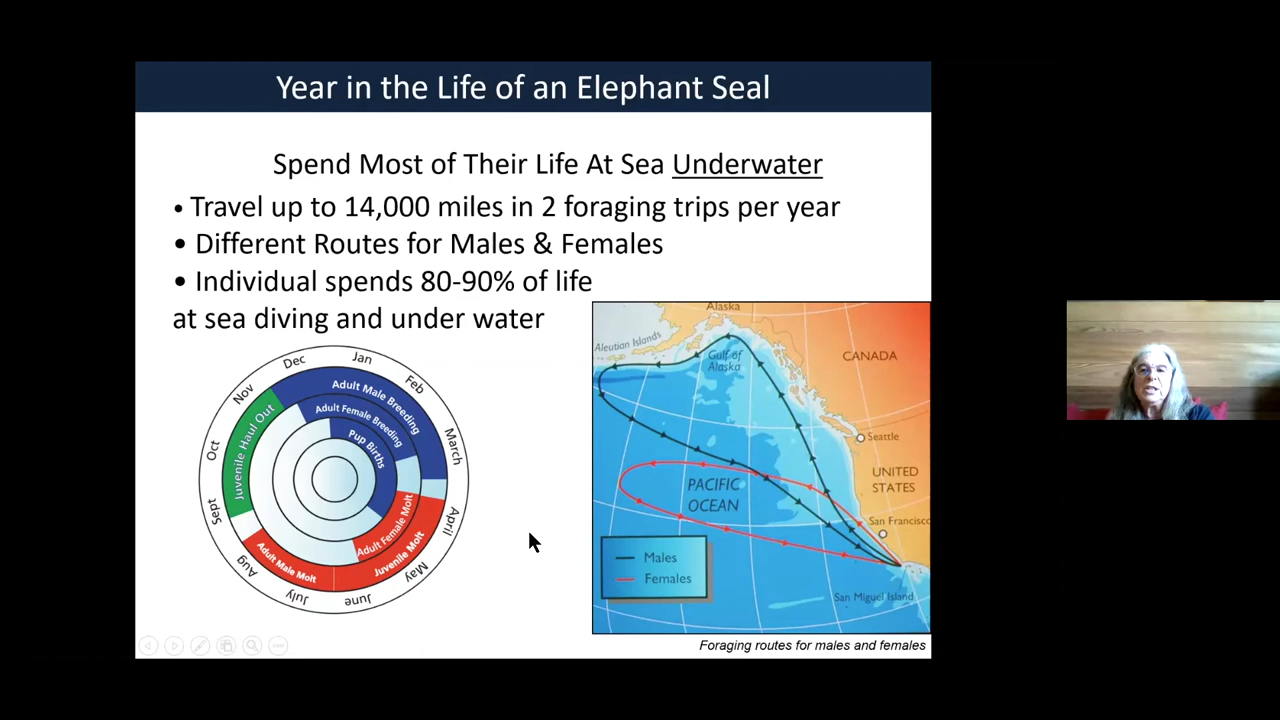 Year in the Life of an Elephant Seal
Spend Most of Their Life At Sea Underwater
• Travel up to 14,000 miles in 2 foraging trips per year
• Different Routes for Males & Females
• Individual spends 80-90% of life
at sea diving and under water
Dec
Jan
Feb
March
April
May
June
July
Aug
Sept
Oct
Nov
Adult Male Breeding
Adult Female Breeding
Pup Births
Juvenile Haul Out
Adult Female Molt
Juvenile Molt
Adult Male Molt
Alaska
Aleutian Islands
Gulf of
Alaska
CANADA
Seattle
UNITED
STATES
PACIFIC
OCEAN
San Francisco
Males
Females
San Miguel Island
Foraging routes for males and females